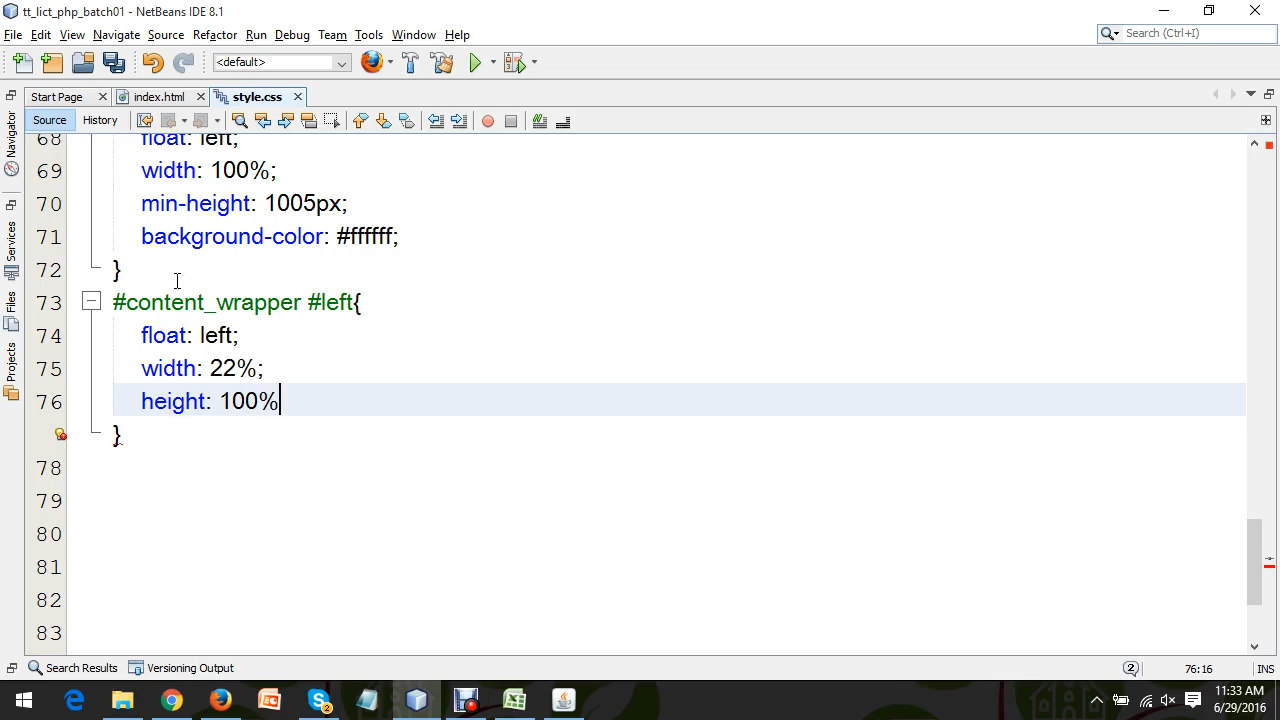 tt_lict_php_batch01 - NetBeans IDE 8.1
File Edit View Navigate Source Refactor Run Debug Team Tools Window Help
Search (Ctrl+I)
<default>
Start Page index.html style.css
Source History
Navigator
Services
Files
Projects
68 float: left;
69 width: 100%;
70 min-height: 1005px;
71 background-color: #ffffff;
72 }
73 #content_wrapper #left{
74 float: left;
75 width: 22%;
76 height: 100%
}
78
79
80
81
82
83
Search Results Versioning Output
2 76:16 INS
2
11:33 AM
6/29/2016